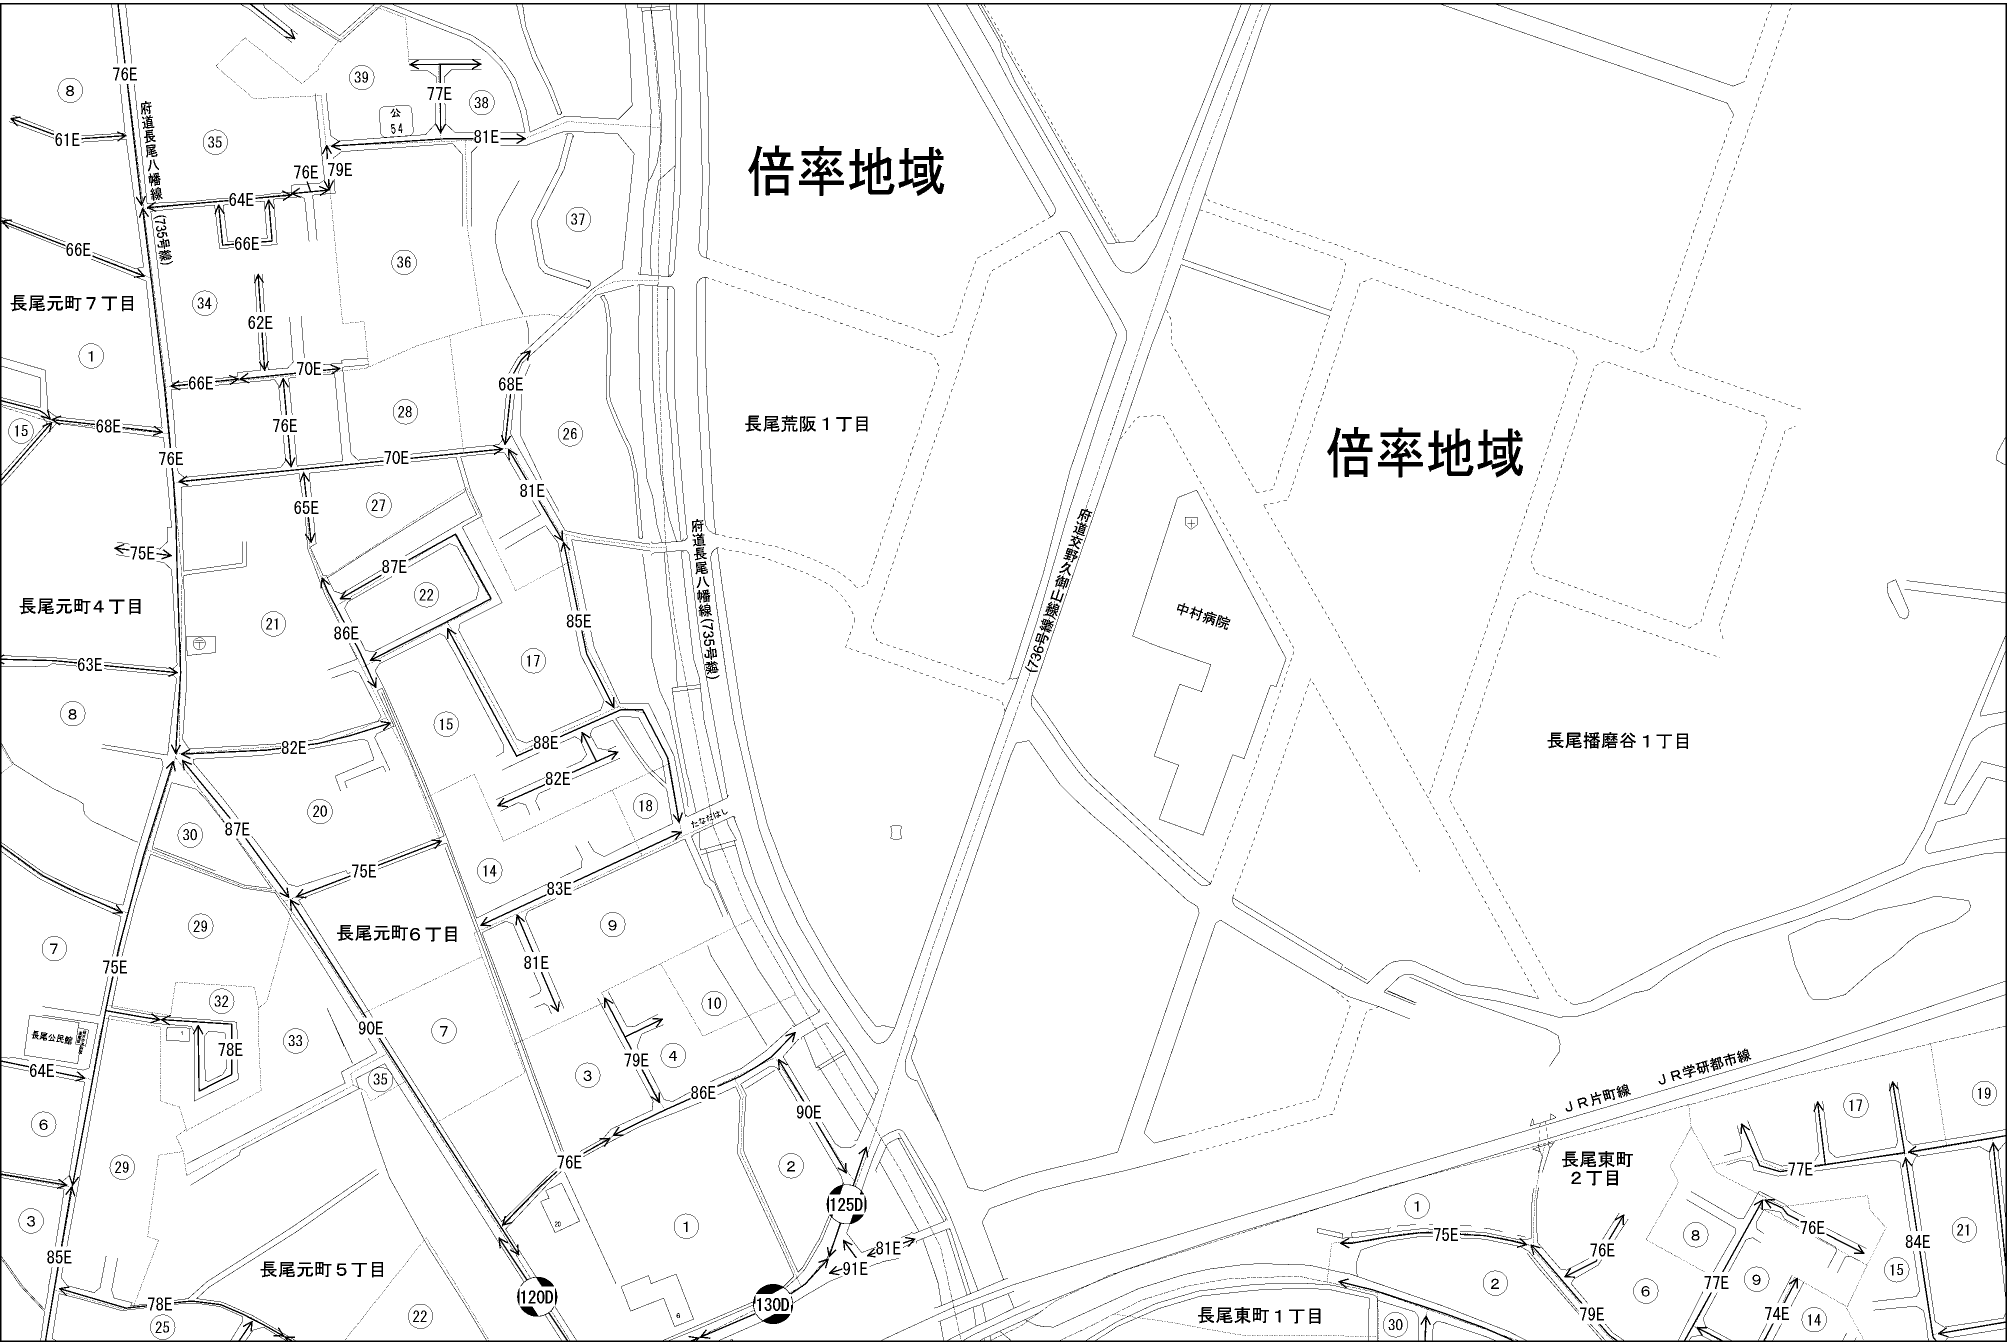 76E
8
39
77E
38
公
54
府道長尾八幡線(735号線)
61E
35
81E
76E
79E
倍率地域
64E
66E
37
66E
36
長尾元町7丁目
34
62E
1
66E
70E
68E
28
15
68E
76E
26
長尾荒阪1丁目
倍率地域
76E
70E
81E
65E
27
75E
府道長尾八幡線(735号線)
府道交野久御山線(736号線)
87E
22
長尾元町4丁目
21
86E
85E
中村病院
63E
17
8
15
82E
88E
長尾播磨谷1丁目
82E
20
18
たなだはし
30
87E
75E
14
83E
29
長尾元町6丁目
9
7
75E
81E
32
10
長尾公民館
90E
7
33
78E
79E
4
64E
35
3
86E
JR片町線
JR学研都市線
90E
6
17
19
76E
2
長尾東町
2丁目
77E
29
125D
3
20
1
1
76E
8
75E
81E
76E
84E
21
85E
長尾元町5丁目
91E
2
77E
9
15
6
120D
130D
78E
22
6
長尾東町1丁目
30
79E
74E
14
25